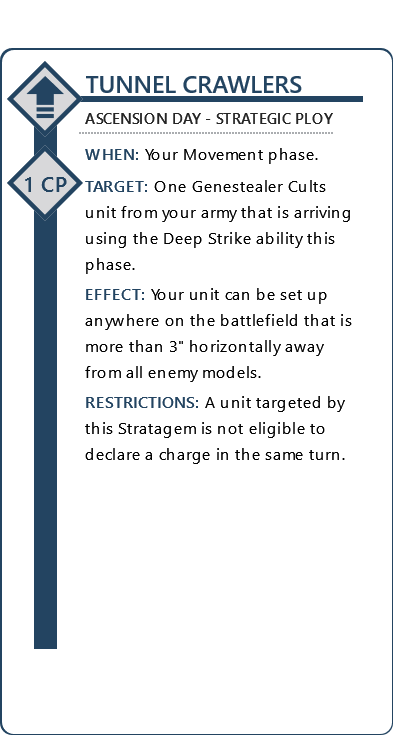 TUNNEL CRAWLERS
ASCENSION DAY - STRATEGIC PLOY
WHEN: Your Movement phase.
1 CP
TARGET: One Genestealer Cults
unit from your army that is arriving
using the Deep Strike ability this
phase.
EFFECT: Your unit can be set up
anywhere on the battlefield that is
more than 3" horizontally away
from all enemy models.
RESTRICTIONS: A unit targeted by
this Stratagem is not eligible to
declare a charge in the same turn.